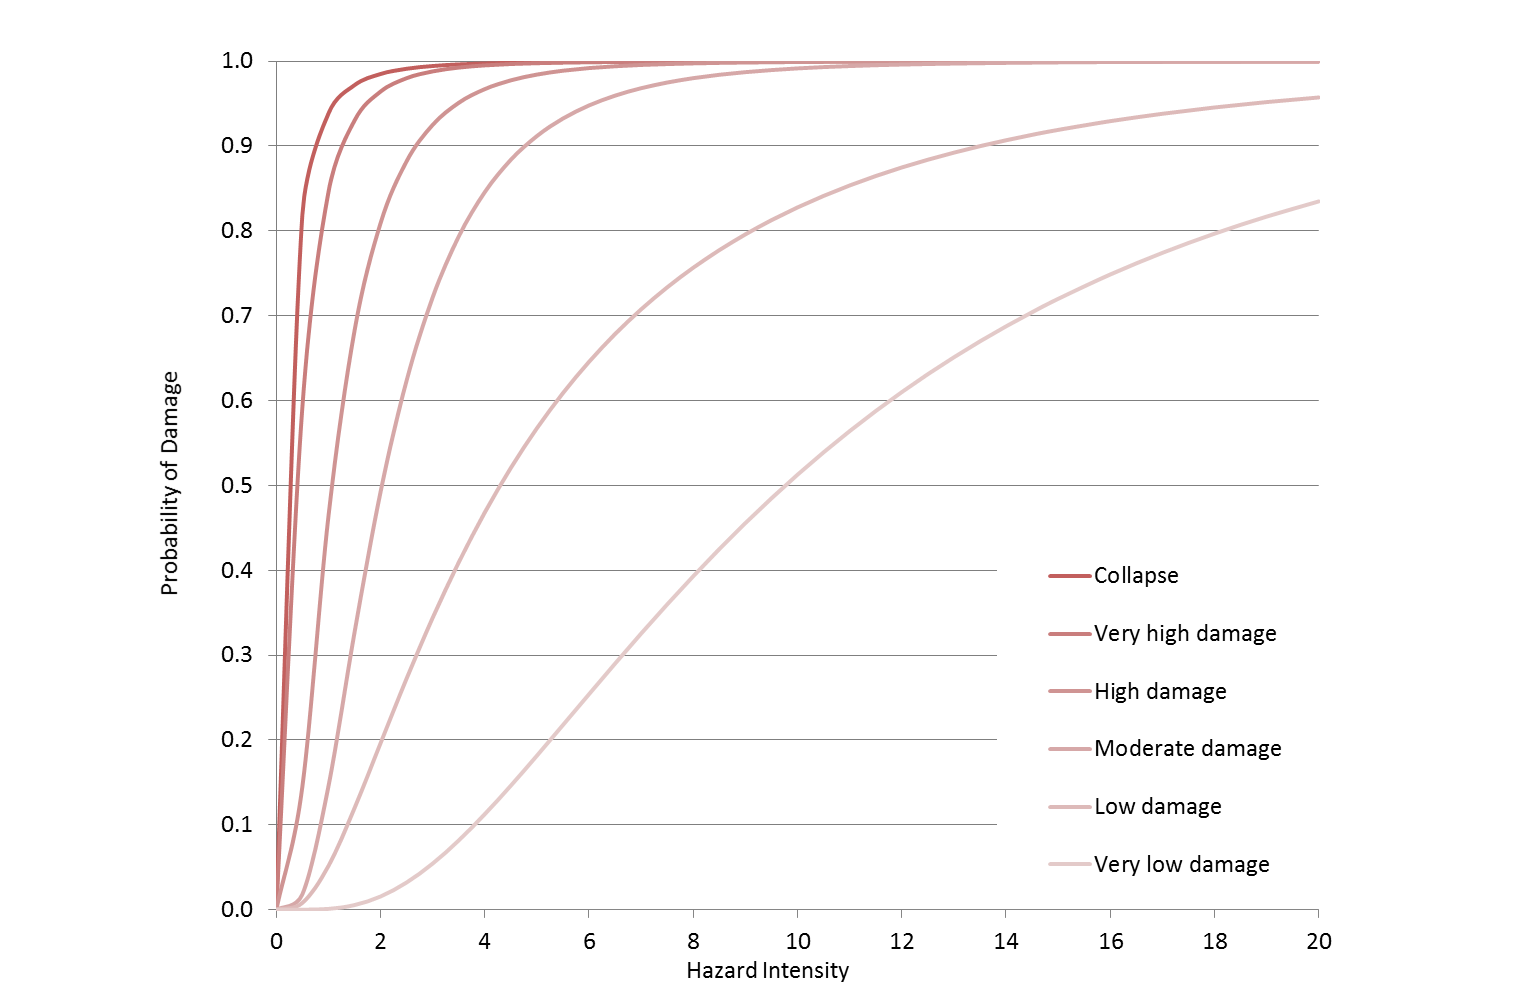 1.0
0.9
0.8
0.7
0.6
0.5
0.4
0.3
0.2
0.1
0.0
Probability of Damage
Collapse
Very high damage
High damage
Moderate damage
Low damage
Very low damage
0 2 4 6 8 10 12 14 16 18 20
Hazard Intensity